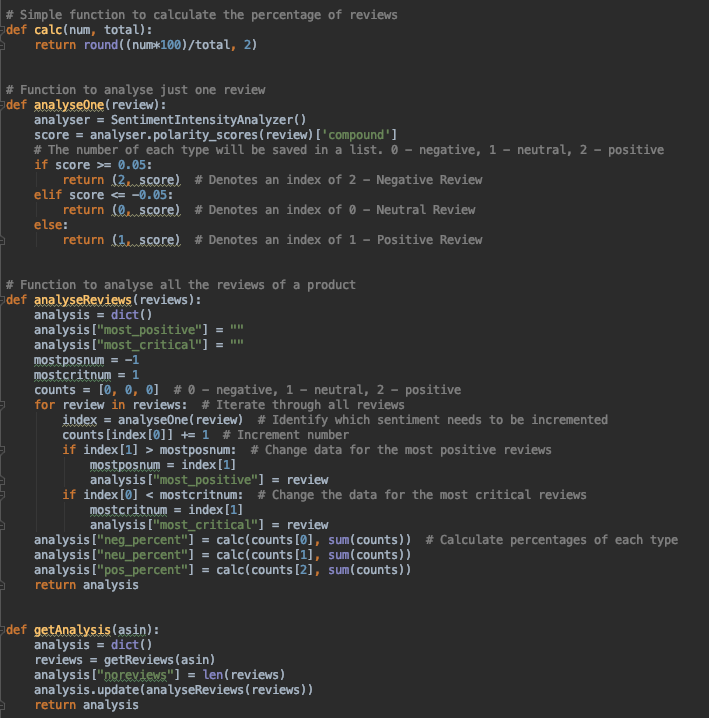 # Simple function to calculate the percentage of reviews
def calc(num, total):
    return round((num*100)/total, 2)
# Function to analyse just one review
def analyseOne(review):
    analyser = SentimentIntensityAnalyzer()
    score = analyser.polarity_scores(review)['compound']
    # The number of each type will be saved in a list. 0 - negative, 1 - neutral, 2 - positive
    if score >= 0.05:
        return (2, score)  # Denotes an index of 2 - Negative Review
    elif score <= -0.05:
        return (0, score)  # Denotes an index of 0 - Neutral Review
    else:
        return (1, score)  # Denotes an index of 1 - Positive Review
# Function to analyse all the reviews of a product
def analyseReviews(reviews):
    analysis = dict()
    analysis["most_positive"] = ""
    analysis["most_critical"] = ""
    mostposnum = -1
    mostcritnum = 1
    counts = [0, 0, 0]  # 0 - negative, 1 - neutral, 2 - positive
    for review in reviews:  # Iterate through all reviews
        index = analyseOne(review)  # Identify which sentiment needs to be incremented
        counts[index[0]] += 1  # Increment number
        if index[1] > mostposnum:  # Change data for the most positive reviews
            mostposnum = index[1]
            analysis["most_positive"] = review
        if index[0] < mostcritnum:  # Change the data for the most critical reviews
            mostcritnum = index[1]
            analysis["most_critical"] = review
    analysis["neg_percent"] = calc(counts[0], sum(counts))  # Calculate percentages of each type
    analysis["neu_percent"] = calc(counts[1], sum(counts))
    analysis["pos_percent"] = calc(counts[2], sum(counts))
    return analysis
def getAnalysis(asin):
    analysis = dict()
    reviews = getReviews(asin)
    analysis["noreviews"] = len(reviews)
    analysis.update(analyseReviews(reviews))
    return analysis